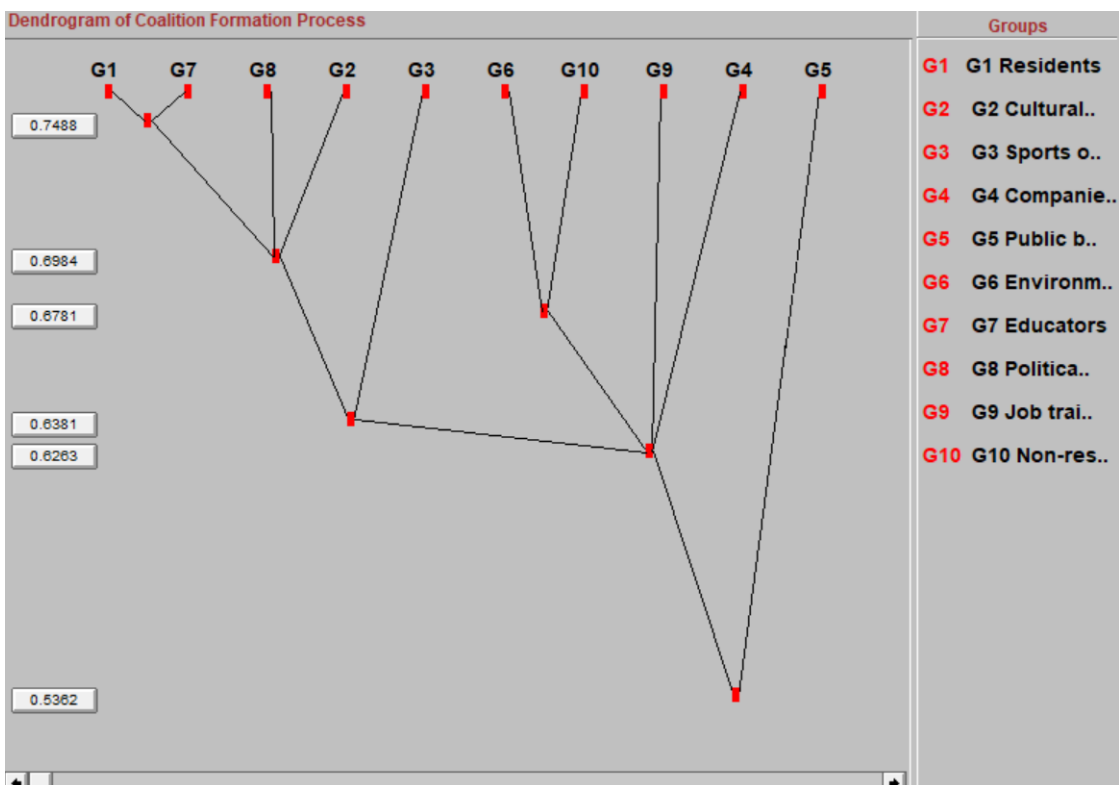 Dendrogram of Coalition Formation Process
G1 G7 G8 G2 G3 G6 G10 G9 G4 G5
0.7488
0.6984
0.6781
0.6381
0.6263
0.5362
Groups
G1 G1 Residents
G2 G2 Cultural..
G3 G3 Sports o..
G4 G4 Companie..
G5 G5 Public b..
G6 G6 Environm..
G7 G7 Educators
G8 G8 Politica..
G9 G9 Job trai..
G10 G10 Non-res..